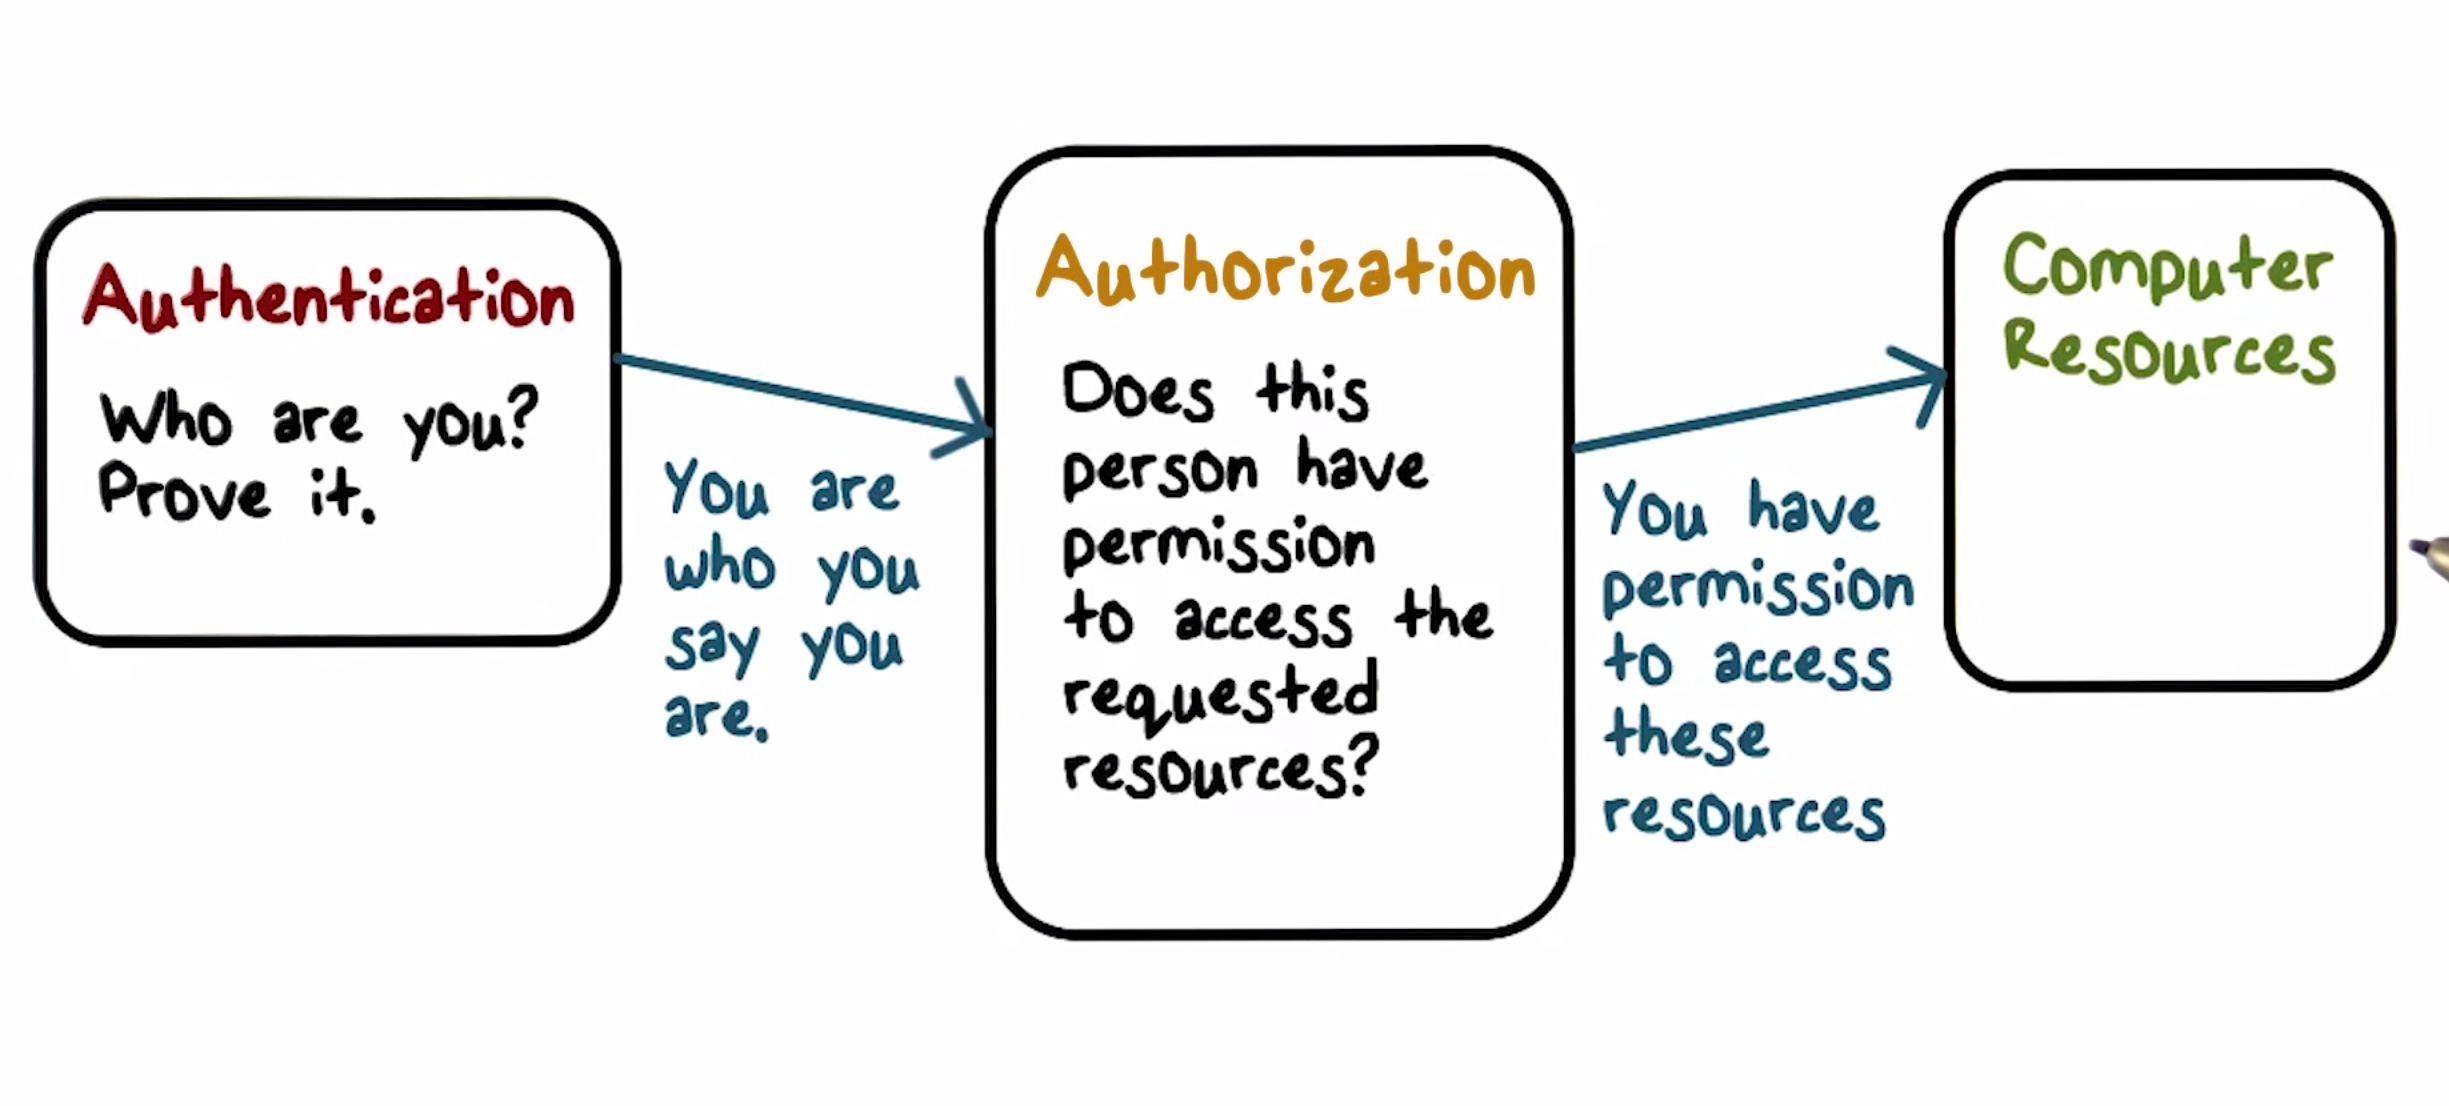 Authentication
Who are you?
Prove it.
You are
who you
say you
are.
Authorization
Does this
person have
permission
to access the
requested
resources?
You have
permission
to access
these
resources
Computer
Resources